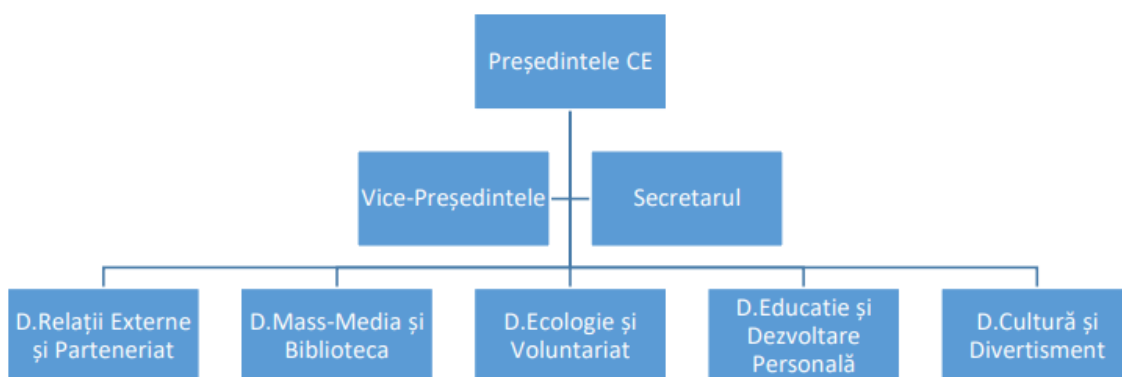 Președintele CE
Vice-Președintele
Secretarul
D.Relații Externe
și Parteneriat
D.Mass-Media și
Biblioteca
D.Ecologie și
Voluntariat
D.Educatie și
Dezvoltare
Personală
D.Cultură și
Divertisment